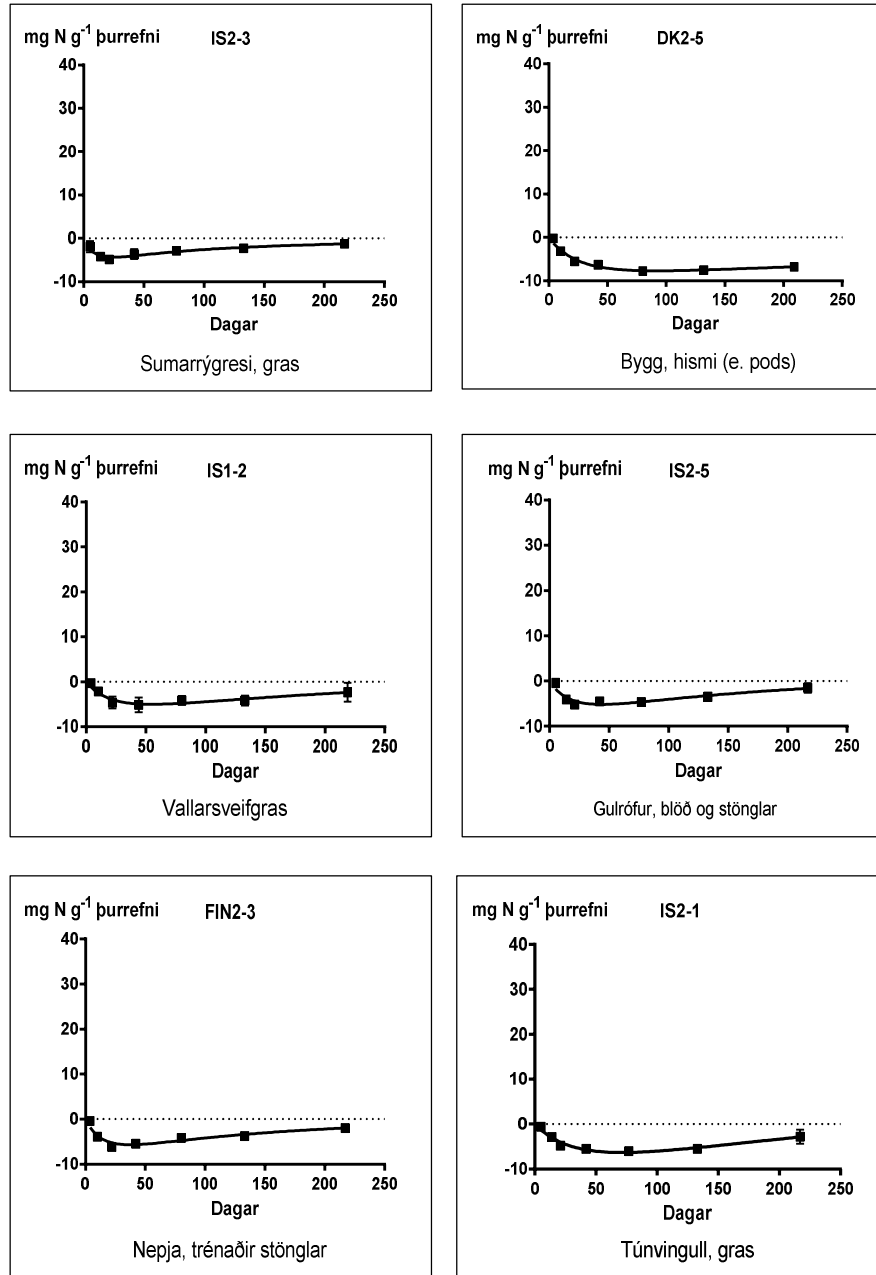 mg N g⁻¹ þurrefni IS2-3
40
30
20
10
0
-10
0 50 100 150 200 250
Dagar
Sumarrýgresi, gras
mg N g⁻¹ þurrefni DK2-5
40
30
20
10
0
-10
0 50 100 150 200 250
Dagar
Bygg, hismi (e. pods)
mg N g⁻¹ þurrefni IS1-2
40
30
20
10
0
-10
0 50 100 150 200 250
Dagar
Vallarsveifgras
mg N g⁻¹ þurrefni IS2-5
40
30
20
10
0
-10
0 50 100 150 200 250
Dagar
Gulrófur, blöð og stönglar
mg N g⁻¹ þurrefni FIN2-3
40
30
20
10
0
-10
0 50 100 150 200 250
Dagar
Nepja, trénaðir stönglar
mg N g⁻¹ þurrefni IS2-1
40
30
20
10
0
-10
0 50 100 150 200 250
Dagar
Túnvingull, gras